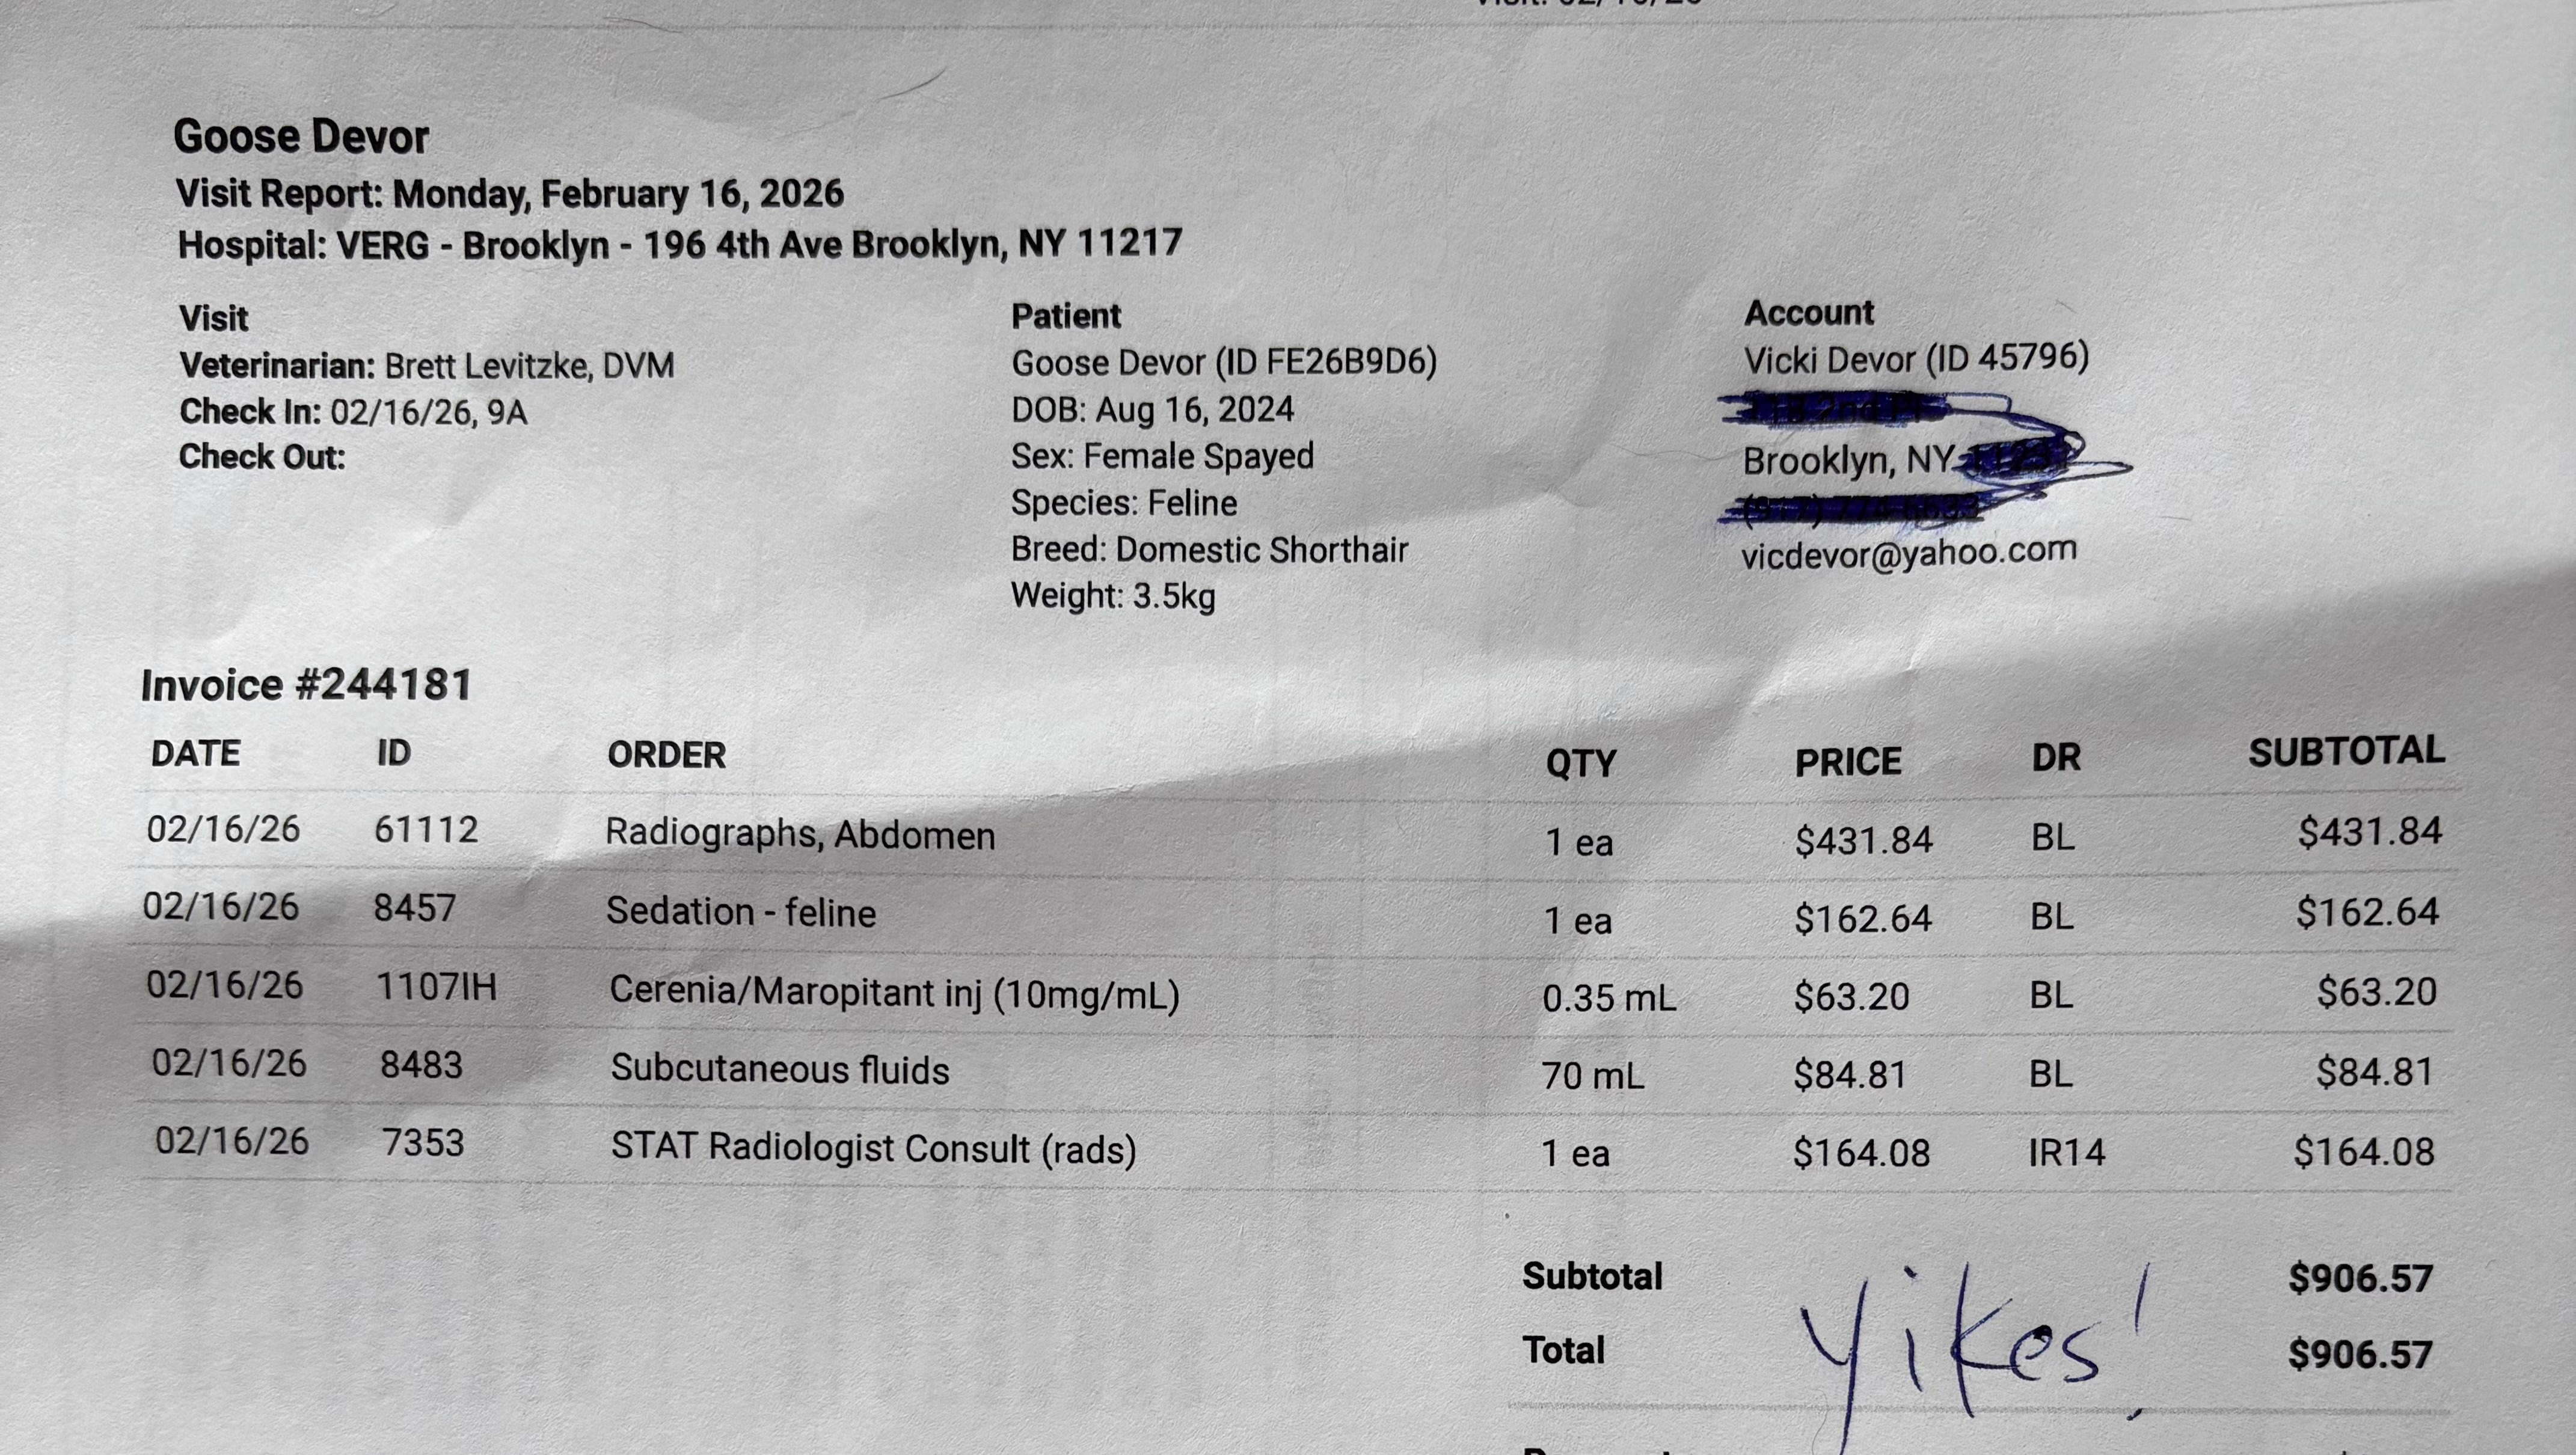 Goose Devor
Visit Report: Monday, February 16, 2026
Hospital: VERG - Brooklyn - 196 4th Ave Brooklyn, NY 11217
Visit
Veterinarian: Brett Levitzke, DVM
Check In: 02/16/26, 9A
Check Out:
Patient
Goose Devor (ID FE26B9D6)
DOB: Aug 16, 2024
Sex: Female Spayed
Species: Feline
Breed: Domestic Shorthair
Weight: 3.5kg
Account
Vicki Devor (ID 45796)
Brooklyn, NY
vicdevor@yahoo.com
Invoice #244181
DATE ID ORDER QTY PRICE DR SUBTOTAL
02/16/26 61112 Radiographs, Abdomen 1 ea $431.84 BL $431.84
02/16/26 8457 Sedation - feline 1 ea $162.64 BL $162.64
02/16/26 1107IH Cerenia/Maropitant inj (10mg/mL) 0.35 mL $63.20 BL $63.20
02/16/26 8483 Subcutaneous fluids 70 mL $84.81 BL $84.81
02/16/26 7353 STAT Radiologist Consult (rads) 1 ea $164.08 IR14 $164.08
Subtotal $906.57
Total $906.57
Yikes!